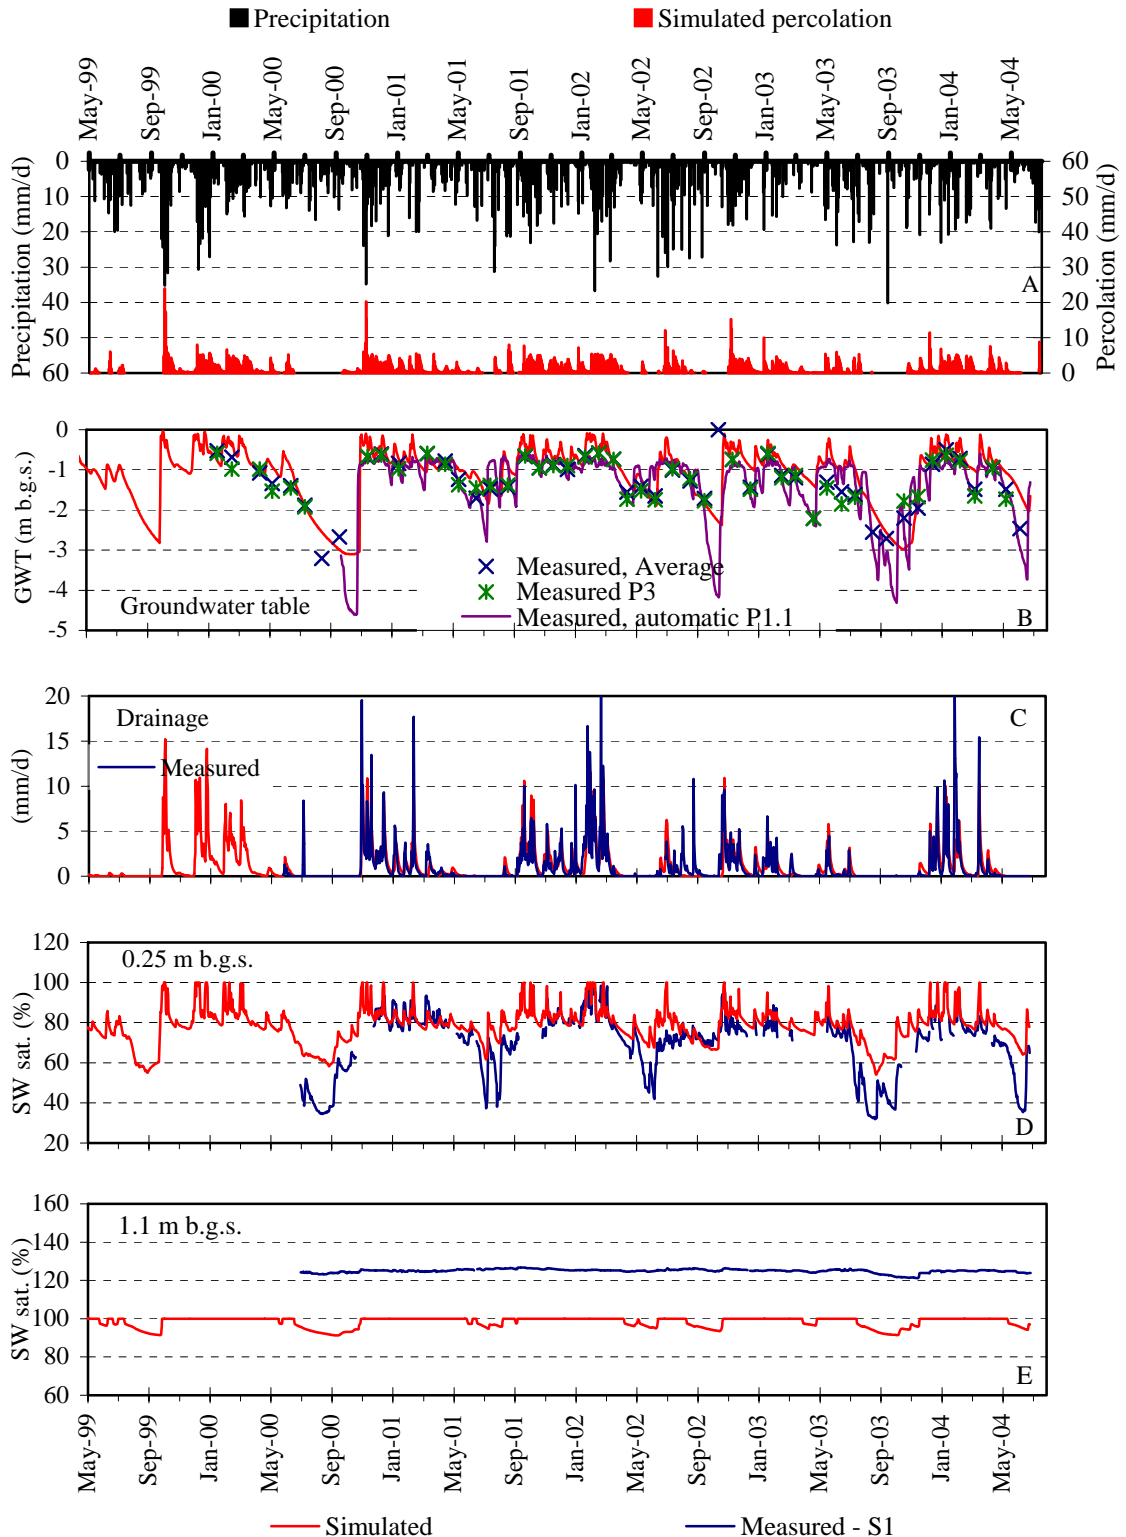 Precipitation
Simulated percolation
May-99 Sep-99 Jan-00 May-00 Sep-00 Jan-01 May-01 Sep-01 Jan-02 May-02 Sep-02 Jan-03 May-03 Sep-03 Jan-04 May-04
Precipitation (mm/d)
0
10
20
30
40
50
60
60
50
40
30
20
10
0
Percolation (mm/d)
A
GWT (m b.g.s.)
0
-1
-2
-3
-4
-5
Measured, Average
Measured P3
Measured, automatic P1.1
Groundwater table
B
(mm/d)
20
15
10
5
0
Drainage
C
Measured
SW sat. (%)
120
100
80
60
40
20
0.25 m b.g.s.
D
SW sat. (%)
160
140
120
100
80
60
1.1 m b.g.s.
E
May-99 Sep-99 Jan-00 May-00 Sep-00 Jan-01 May-01 Sep-01 Jan-02 May-02 Sep-02 Jan-03 May-03 Sep-03 Jan-04 May-04
Simulated
Measured - S1